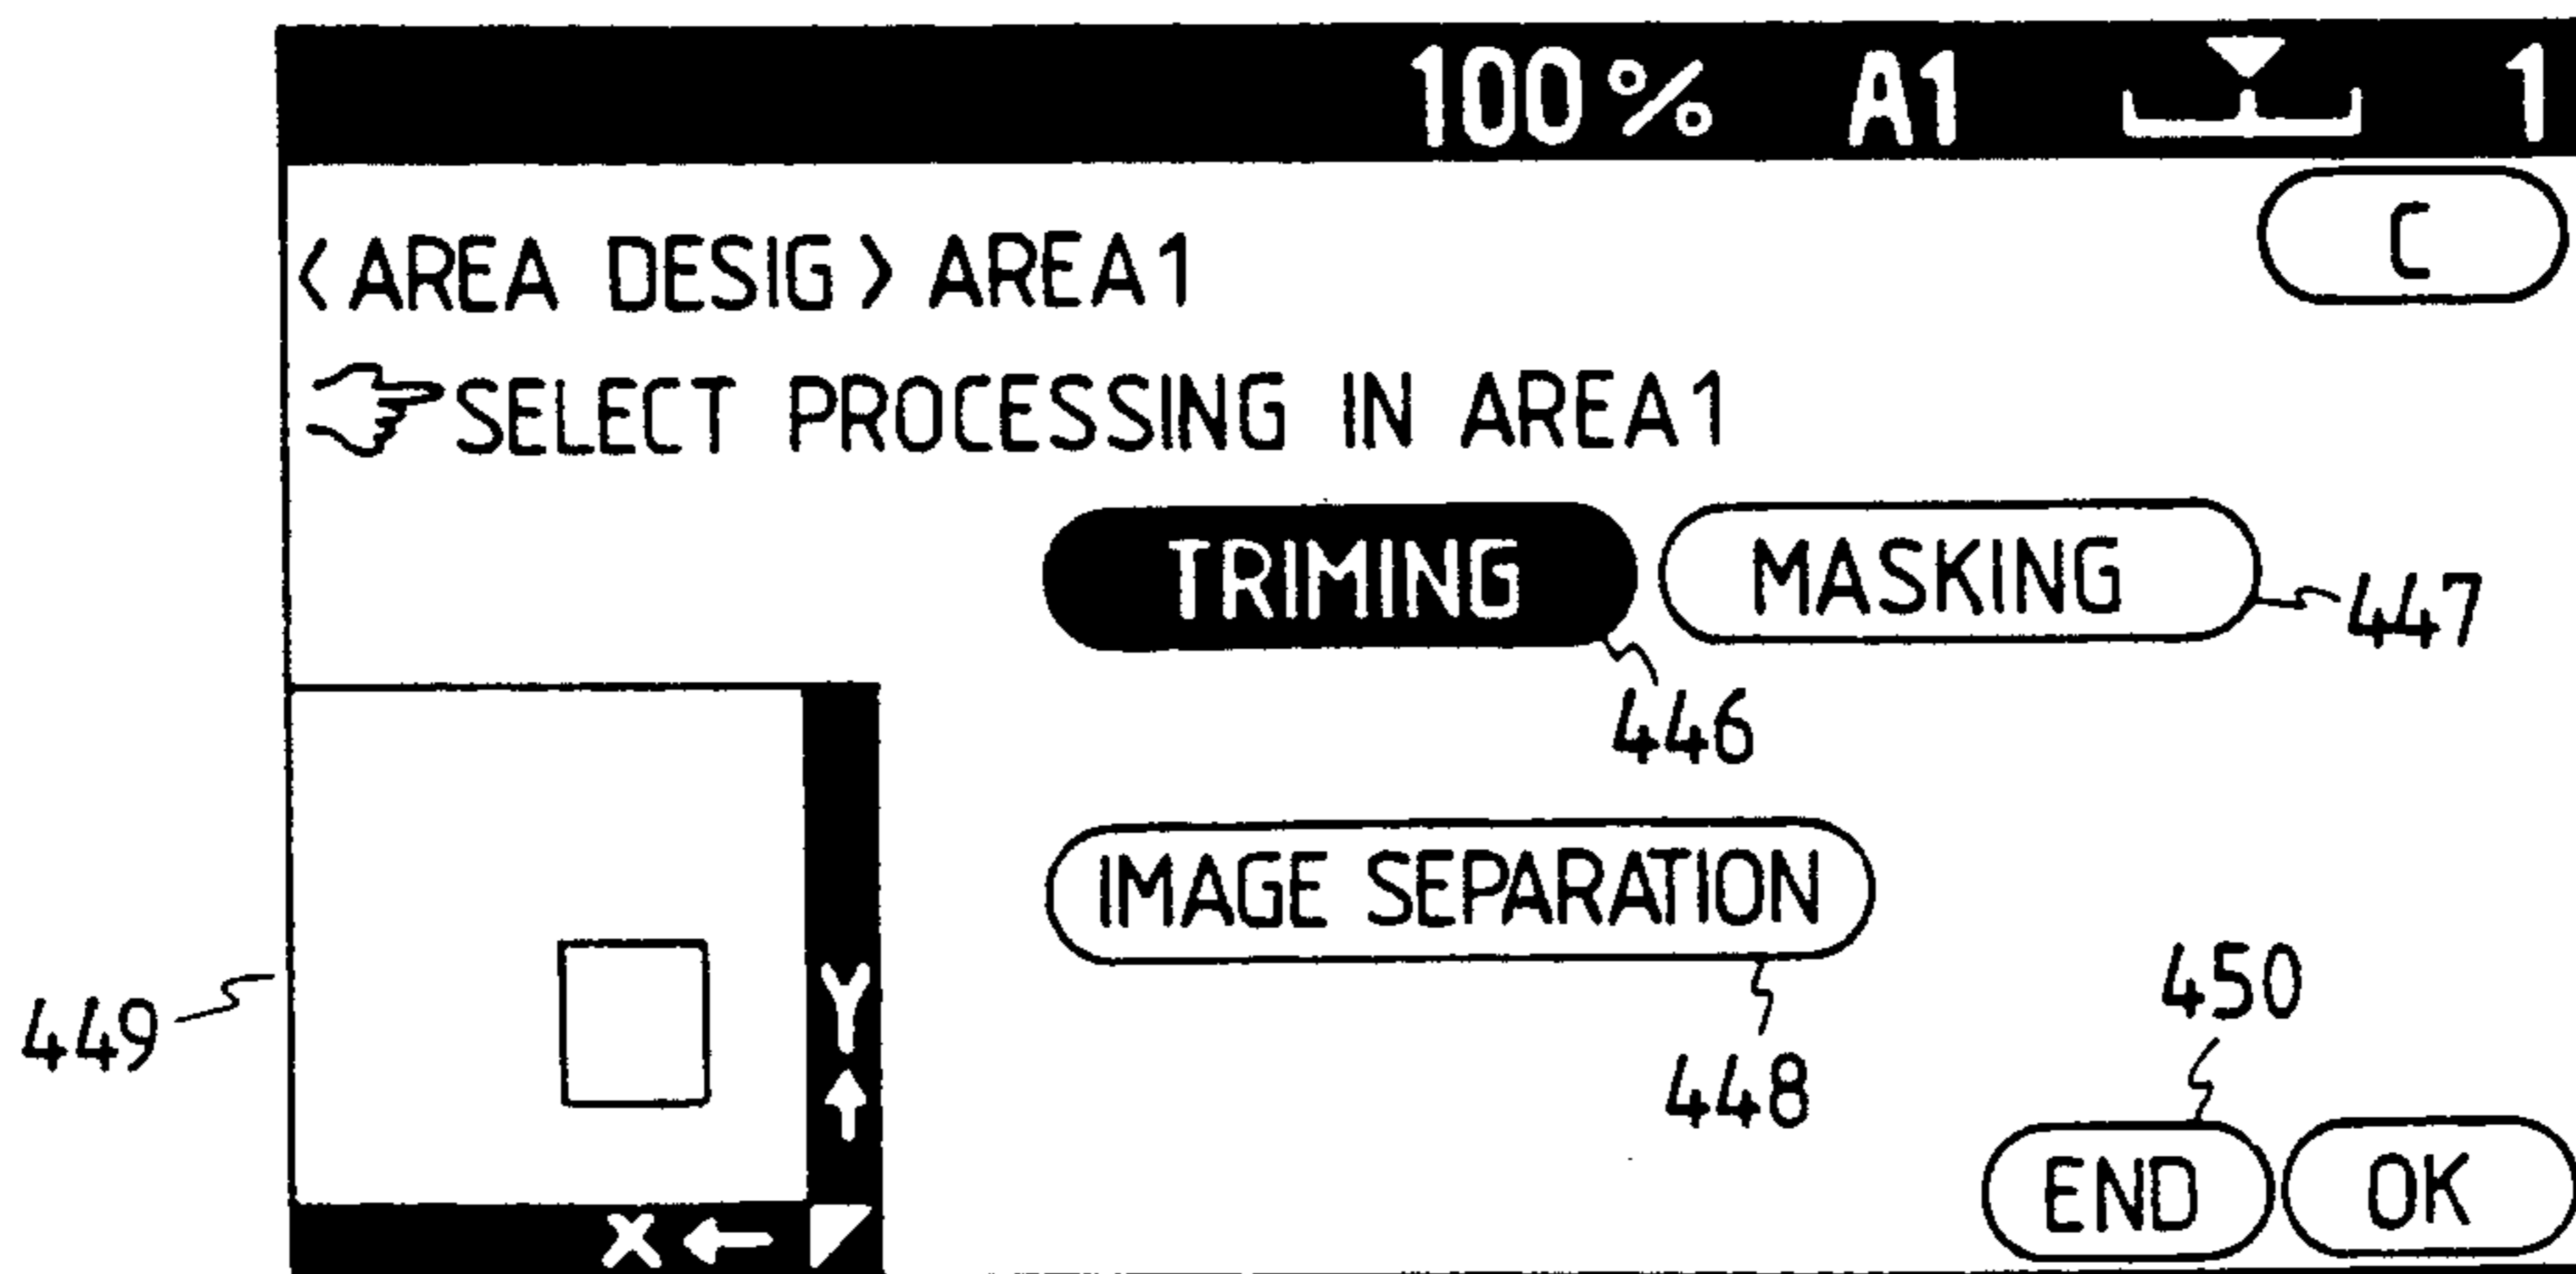 100% A1 1
C
<AREA DESIG> AREA1
SELECT PROCESSING IN AREA1
TRIMING MASKING
447
446
IMAGE SEPARATION
449
Y
448
450
END OK
X